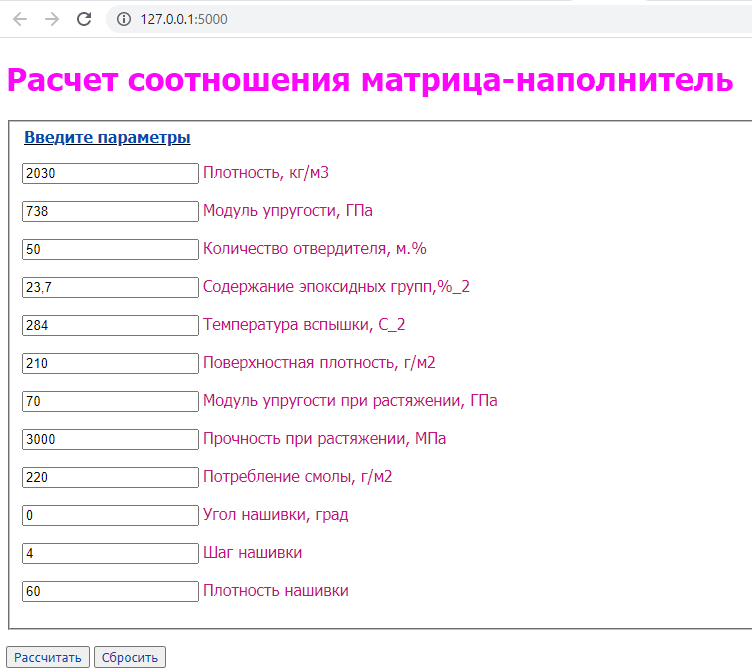 127.0.0.1:5000
Расчет соотношения матрица-наполнитель
Введите параметры
2030 Плотность, кг/м3
738 Модуль упругости, ГПа
50 Количество отвердителя, м.%
23,7 Содержание эпоксидных групп,%_2
284 Температура вспышки, С_2
210 Поверхностная плотность, г/м2
70 Модуль упругости при растяжении, ГПа
3000 Прочность при растяжении, МПа
220 Потребление смолы, г/м2
0 Угол нашивки, град
4 Шаг нашивки
60 Плотность нашивки
Рассчитать Сбросить